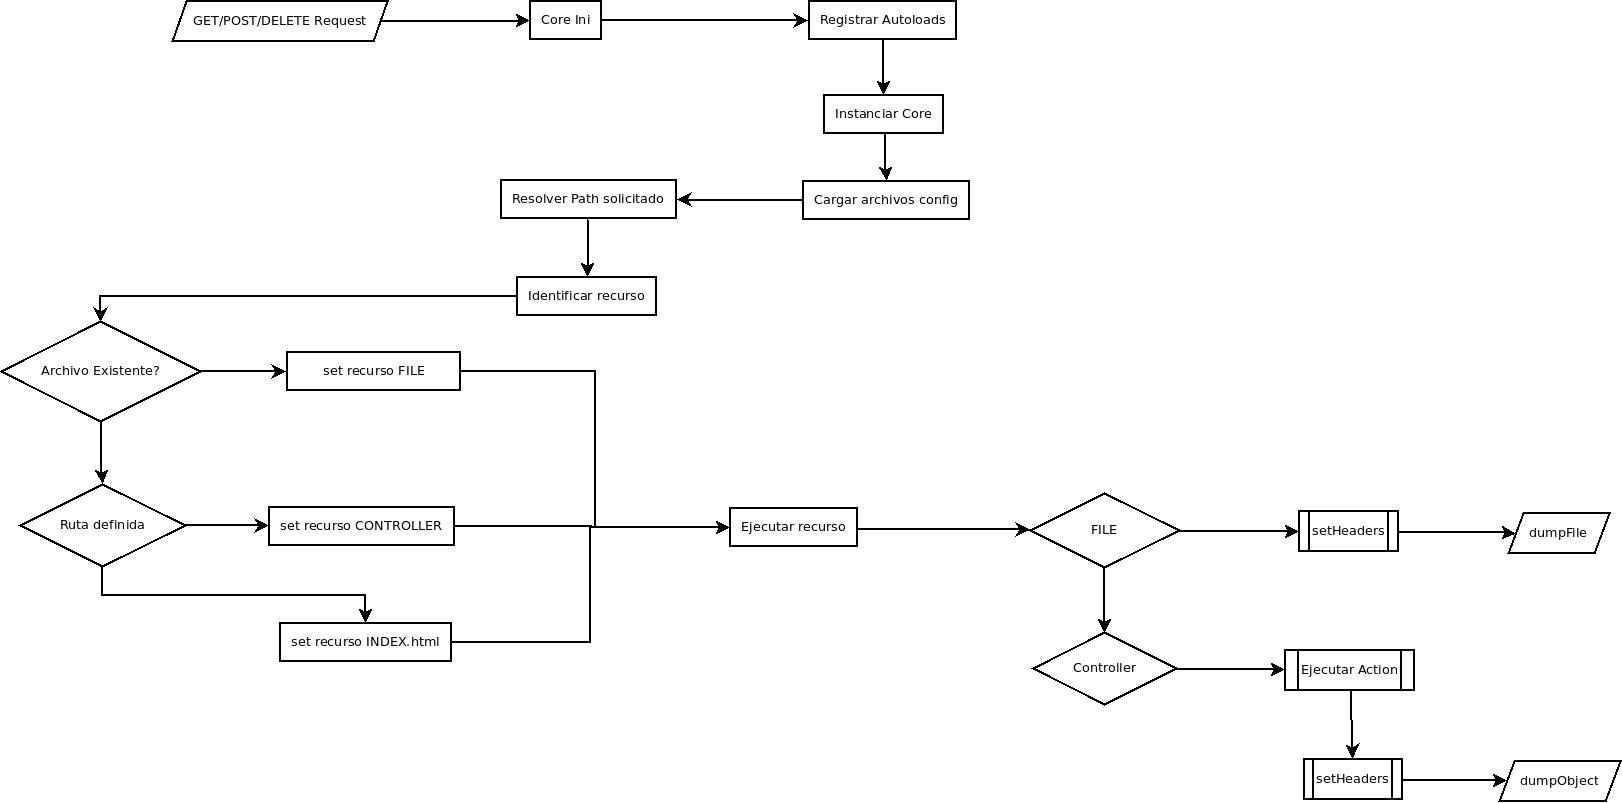 GET/POST/DELETE Request
Core Ini
Registrar Autoloads
Instanciar Core
Cargar archivos config
Resolver Path solicitado
Identificar recurso
Archivo Existente?
set recurso FILE
Ruta definida
set recurso CONTROLLER
set recurso INDEX.html
Ejecutar recurso
FILE
setHeaders
dumpFile
Controller
Ejecutar Action
setHeaders
dumpObject